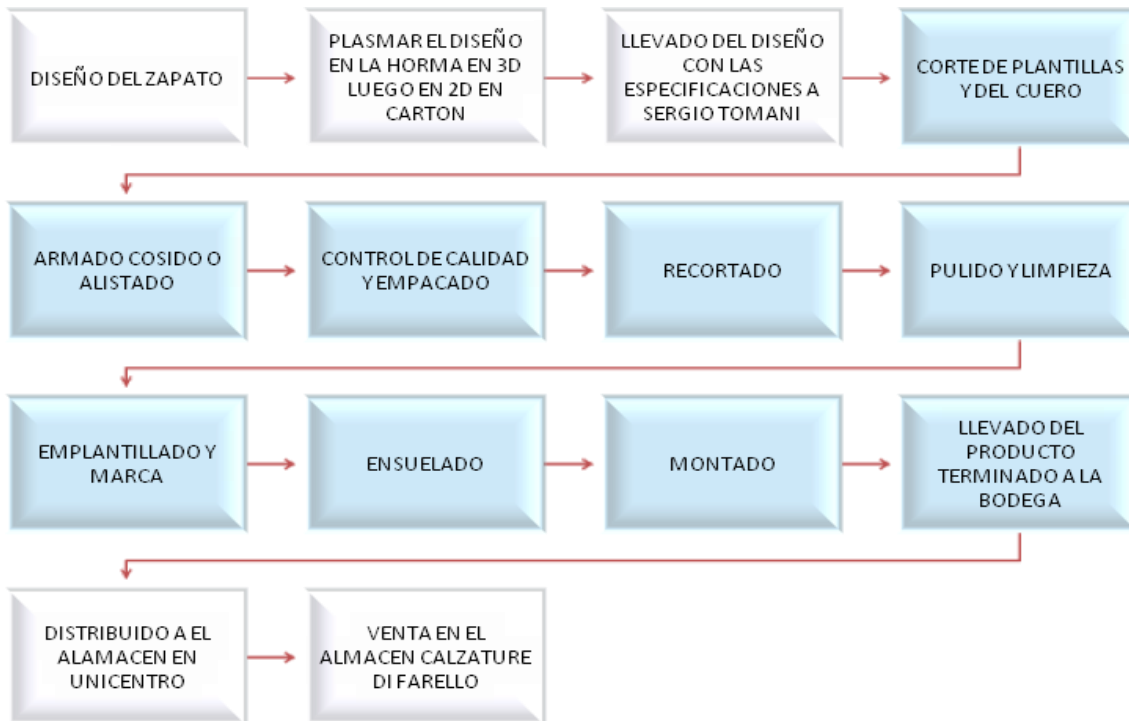 DISEÑO DEL ZAPATO
PLASMAR EL DISEÑO
EN LA HORMA EN 3D
LUEGO EN 2D EN
CARTON
LLEVADO DEL DISEÑO
CON LAS
ESPECIFICACIONES A
SERGIO TOMANI
CORTE DE PLANTILLAS
Y DEL CUERO
ARMADO COSIDO O
ALISTADO
CONTROL DE CALIDAD
Y EMPACADO
RECORTADO
PULIDO Y LIMPIEZA
EMPLANTILLADO Y
MARCA
ENSUELADO
MONTADO
LLEVADO DEL
PRODUCTO
TERMINADO A LA
BODEGA
DISTRIBUIDO A EL
ALAMACEN EN
UNICENTRO
VENTA EN EL
ALMACEN CALZATURE
DI FARELLO